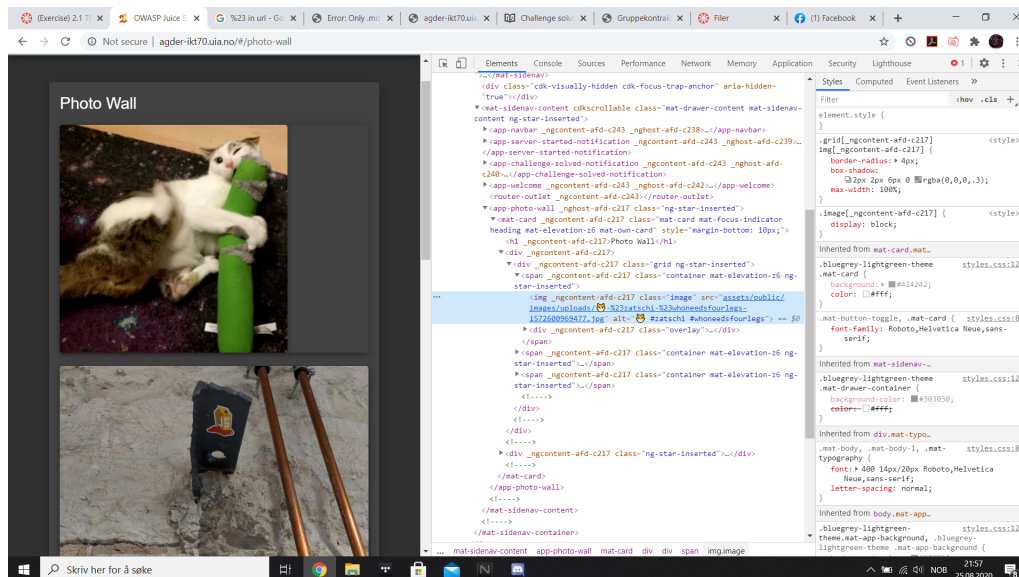 (Exercise) 2.1 Th
OWASP Juice S
%23 in url - Go
Error: Only .md
agder-ikt70.uia
Challenge solu
Gruppekontrak
Filer
(1) Facebook
Not secure | agder-ikt70.uia.no/#/photo-wall
Photo Wall
Elements Console Sources Performance Network Memory Application Security Lighthouse
1
>…</mat-sidenav>
<div class="cdk-visually-hidden cdk-focus-trap-anchor" aria-hidden=
"true"></div>
<mat-sidenav-content cdkscrollable class="mat-drawer-content mat-sidenav-
content ng-star-inserted">
<app-navbar _ngcontent-afd-c243 _nghost-afd-c238>…</app-navbar>
<app-server-started-notification _ngcontent-afd-c243 _nghost-afd-c239>…
</app-server-started-notification>
<app-challenge-solved-notification _ngcontent-afd-c243 _nghost-afd-
c240>…</app-challenge-solved-notification>
<app-welcome _ngcontent-afd-c243 _nghost-afd-c242>…</app-welcome>
<router-outlet _ngcontent-afd-c243></router-outlet>
<app-photo-wall _nghost-afd-c217 class="ng-star-inserted">
<mat-card _ngcontent-afd-c217 class="mat-card mat-focus-indicator
heading mat-elevation-z6 mat-own-card" style="margin-bottom: 10px;">
<h1 _ngcontent-afd-c217>Photo Wall</h1>
<div _ngcontent-afd-c217>
<div _ngcontent-afd-c217 class="grid ng-star-inserted">
<span _ngcontent-afd-c217 class="container mat-elevation-z6 ng-
star-inserted">
… <img _ngcontent-afd-c217 class="image" src="assets/public/
images/uploads/😼-%23zatschi-%23whoneedsfourlegs-
1572600969477.jpg" alt="😼 #zatschi #whoneedsfourlegs"> == $0
<div _ngcontent-afd-c217 class="overlay">…</div>
</span>
<span _ngcontent-afd-c217 class="container mat-elevation-z6 ng-
star-inserted">…</span>
<span _ngcontent-afd-c217 class="container mat-elevation-z6 ng-
star-inserted">…</span>
<!---->
</div>
<!---->
</div>
<!---->
<div _ngcontent-afd-c217 class="ng-star-inserted">…</div>
<!---->
</mat-card>
</app-photo-wall>
<!---->
</mat-sidenav-content>
<!---->
</mat-sidenav-container>
… mat-sidenav-content app-photo-wall mat-card div div span img.image
Styles Computed Event Listeners »
Filter :hov .cls +
element.style {
}
.grid[_ngcontent-afd-c217] <style>
img[_ngcontent-afd-c217] {
border-radius: 4px;
box-shadow:
2px 2px 6px 0 rgba(0,0,0,.3);
max-width: 100%;
}
.image[_ngcontent-afd-c217] { <style>
display: block;
}
Inherited from mat-card.mat…
.bluegrey-lightgreen-theme styles.css:12
.mat-card {
background: #424242;
color: #fff;
}
.mat-button-toggle, .mat-card { styles.css:8
font-family: Roboto,Helvetica Neue,sans-
serif;
}
Inherited from mat-sidenav-…
.bluegrey-lightgreen-theme styles.css:12
.mat-drawer-container {
background-color: #303030;
color: #fff;
}
Inherited from div.mat-typo…
.mat-body, .mat-body-1, .mat- styles.css:8
typography {
font: 400 14px/20px Roboto,Helvetica
Neue,sans-serif;
letter-spacing: normal;
}
Inherited from body.mat-app…
.bluegrey-lightgreen- styles.css:12
theme.mat-app-background, .bluegrey-
lightgreen-theme .mat-app-background {
JS
Skriv her for å søke
NOB
21:57
25.08.2020
8